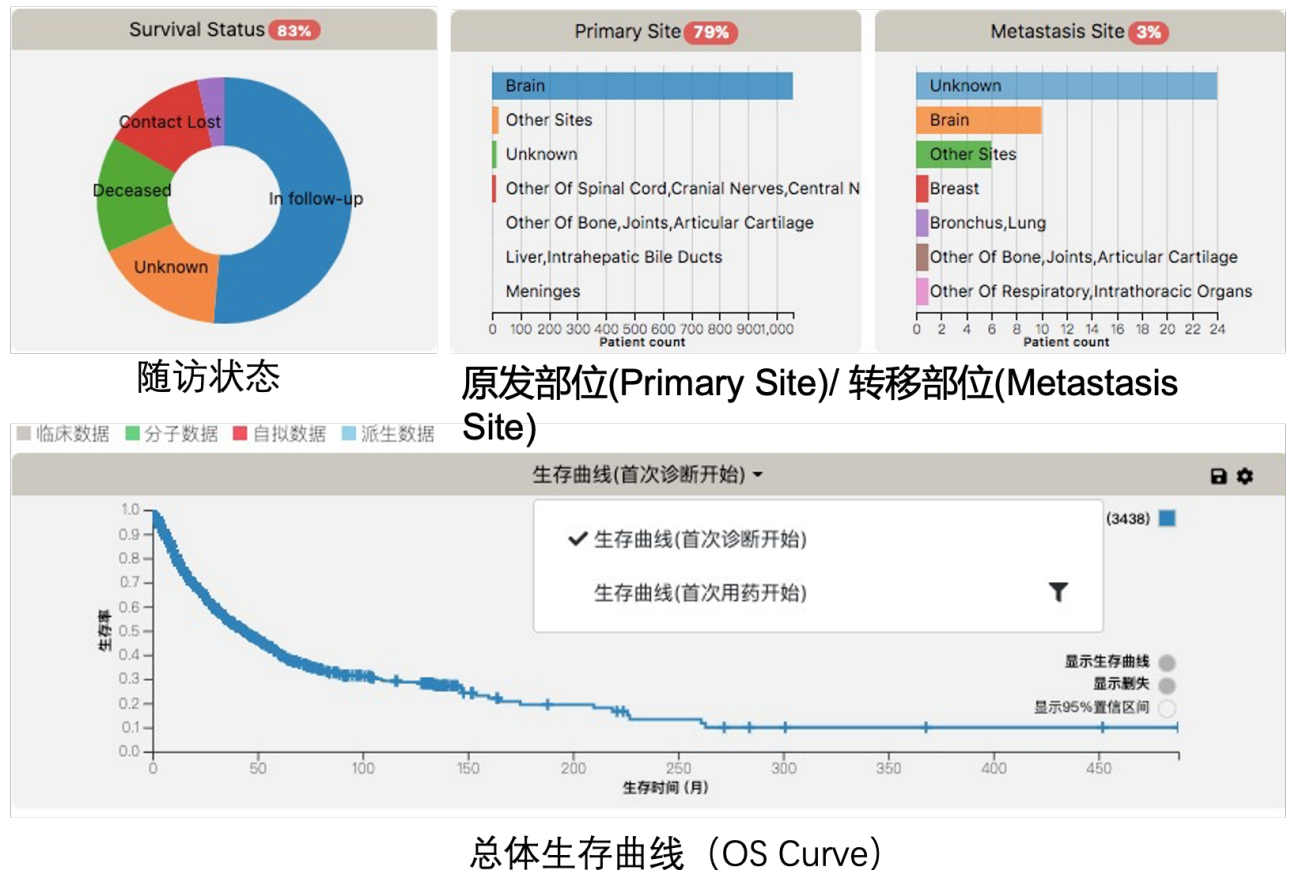 Survival Status 83%
Contact Lost
Deceased
In follow-up
Unknown
随访状态
Primary Site 79%
Brain
Other Sites
Unknown
Other Of Spinal Cord,Cranial Nerves,Central N
Other Of Bone,Joints,Articular Cartilage
Liver,Intrahepatic Bile Ducts
Meninges
0 100 200 300 400 500 600 700 800 900 1,000
Patient count
Metastasis Site 3%
Unknown
Brain
Other Sites
Breast
Bronchus,Lung
Other Of Bone,Joints,Articular Cartilage
Other Of Respiratory,Intrathoracic Organs
0 2 4 6 8 10 12 14 16 18 20 22 24
Patient count
原发部位(Primary Site)/ 转移部位(Metastasis
Site)
临床数据 分子数据 自拟数据 派生数据
生存曲线(首次诊断开始)
生存曲线(首次诊断开始)
生存曲线(首次用药开始)
(3438)
显示生存曲线
显示删失
显示95%置信区间
生存率
1.0
0.9
0.8
0.7
0.6
0.5
0.4
0.3
0.2
0.1
0.0
0 50 100 150 200 250 300 350 400 450
生存时间 (月)
总体生存曲线（OS Curve）